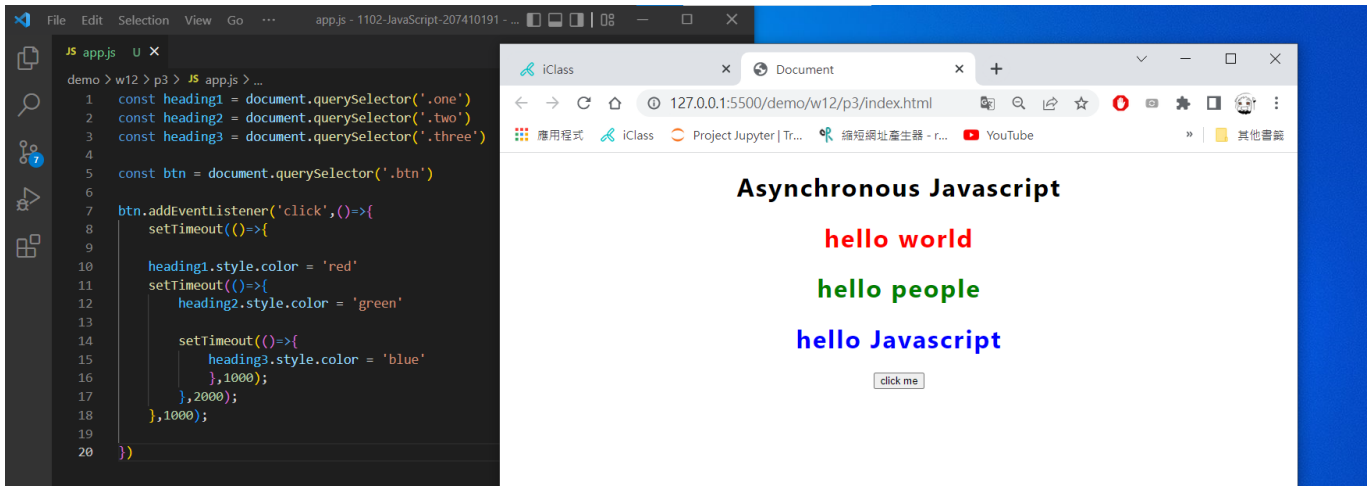 File Edit Selection View Go ··· app.js - 1102-JavaScript-207410191 - ...
JS app.js U
demo > w12 > p3 > JS app.js > ...
1 const heading1 = document.querySelector('.one')
2 const heading2 = document.querySelector('.two')
3 const heading3 = document.querySelector('.three')
4
5 const btn = document.querySelector('.btn')
6
7 btn.addEventListener('click',()=>{
8 setTimeout(()=>{
9
10 heading1.style.color = 'red'
11 setTimeout(()=>{
12 heading2.style.color = 'green'
13
14 setTimeout(()=>{
15 heading3.style.color = 'blue'
16 },1000);
17 },2000);
18 },1000);
19
20 })
7
iClass
Document
127.0.0.1:5500/demo/w12/p3/index.html
應用程式 iClass Project Jupyter | Tr... 縮短網址產生器 - r... YouTube » 其他書籤
Asynchronous Javascript
hello world
hello people
hello Javascript
click me